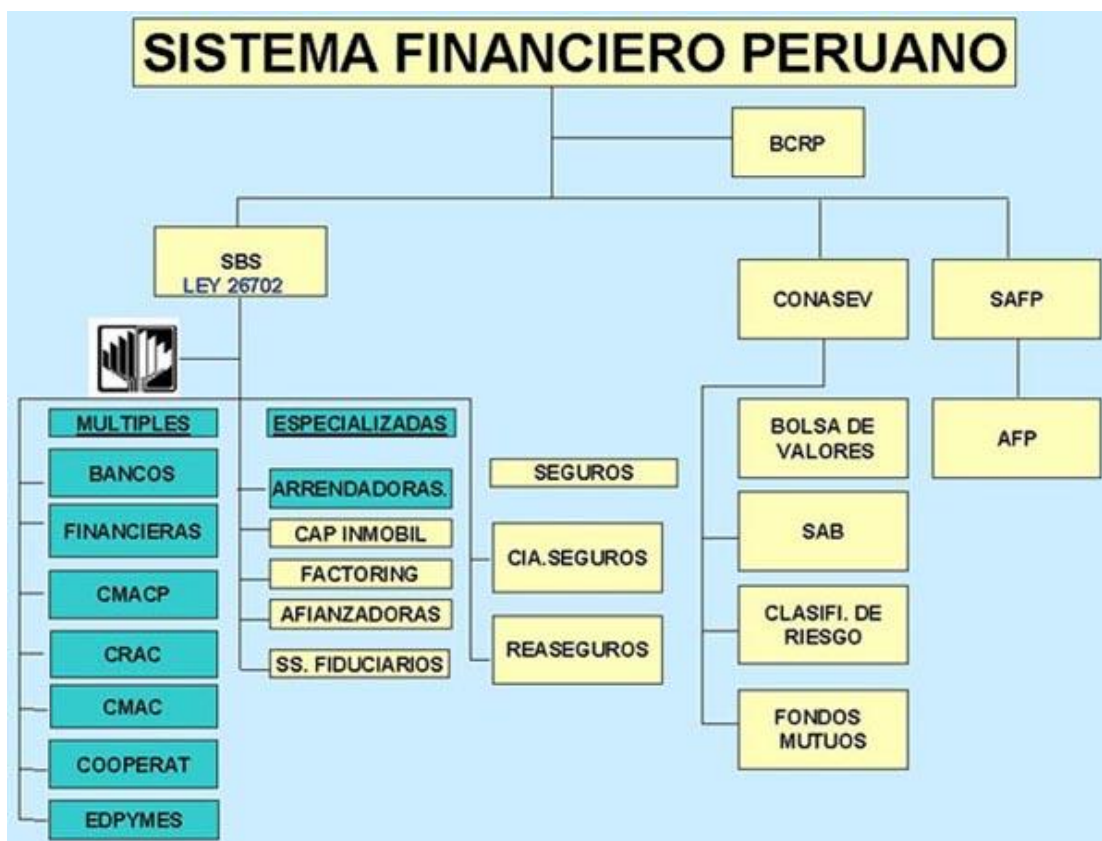 SISTEMA FINANCIERO PERUANO
BCRP
SBS
LEY 26702
CONASEV
SAFP
MULTIPLES
BANCOS
FINANCIERAS
CMACP
CRAC
CMAC
COOPERAT
EDPYMES
ESPECIALIZADAS
ARRENDADORAS.
CAP INMOBIL
FACTORING
AFIANZADORAS
SS. FIDUCIARIOS
SEGUROS
CIA.SEGUROS
REASEGUROS
BOLSA DE
VALORES
SAB
CLASIFI. DE
RIESGO
FONDOS
MUTUOS
AFP